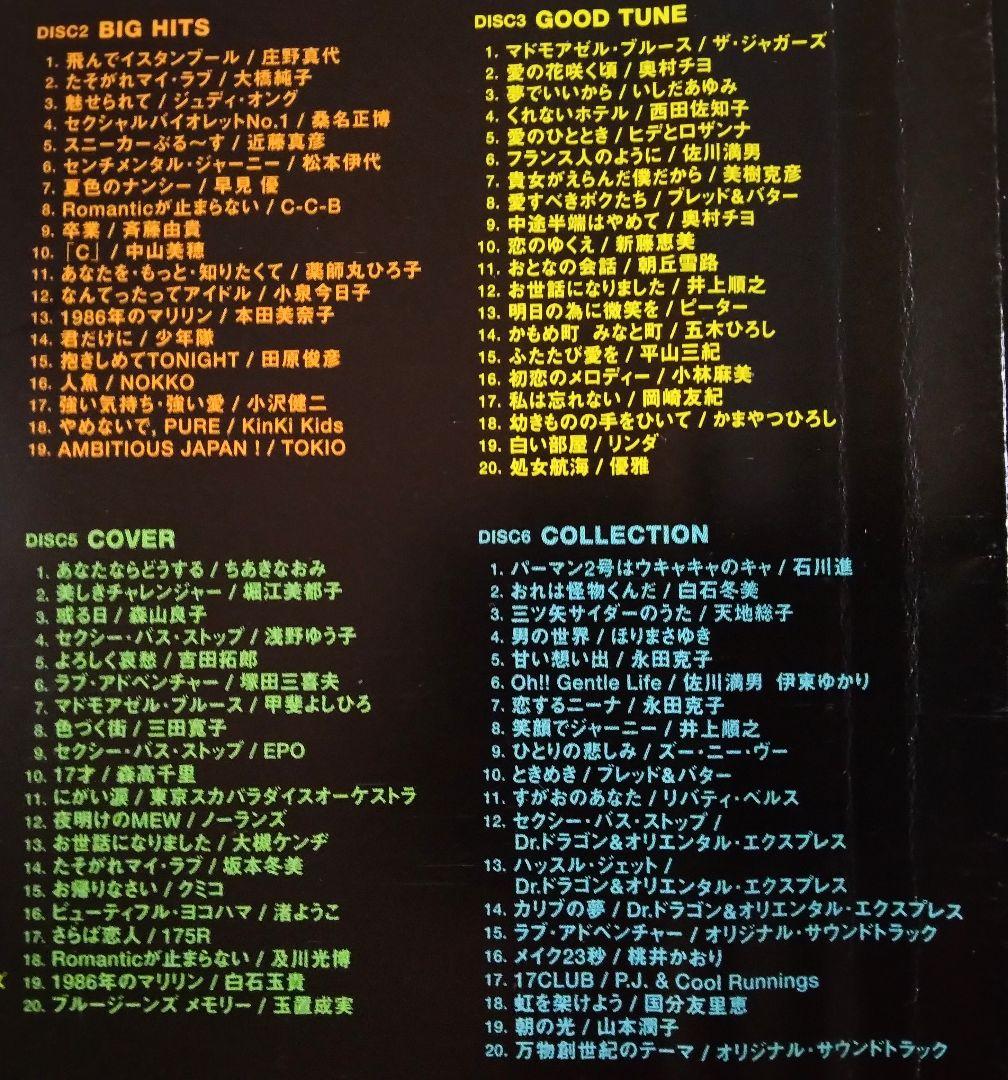 DISC2 BIG HITS
1. 飛んでイスタンブール / 庄野真代
2. たそがれマイ・ラブ / 大橋純子
3. 魅せられて / ジュディ・オング
4. セクシャルバイオレットNo.1 / 桑名正博
5. スニーカーぶる〜す / 近藤真彦
6. センチメンタル・ジャーニー / 松本伊代
7. 夏色のナンシー / 早見 優
8. Romanticが止まらない / C-C-B
9. 卒業 / 斉藤由貴
10. 「C」 / 中山美穂
11. あなたを・もっと・知りたくて / 薬師丸ひろ子
12. なんてったってアイドル / 小泉今日子
13. 1986年のマリリン / 本田美奈子
14. 君だけに / 少年隊
15. 抱きしめてTONIGHT / 田原俊彦
16. 人魚 / NOKKO
17. 強い気持ち・強い愛 / 小沢健二
18. やめないで, PURE / KinKi Kids
19. AMBITIOUS JAPAN ! / TOKIO
DISC3 GOOD TUNE
1. マドモアゼル・ブルース / ザ・ジャガーズ
2. 愛の花咲く頃 / 奥村チヨ
3. 夢でいいから / いしだあゆみ
4. くれないホテル / 西田佐知子
5. 愛のひととき / ヒデとロザンナ
6. フランス人のように / 佐川満男
7. 貴女がえらんだ僕だから / 美樹克彦
8. 愛すべきボクたち / ブレッド&バター
9. 中途半端はやめて / 奥村チヨ
10. 恋のゆくえ / 新藤恵美
11. おとなの会話 / 朝丘雪路
12. お世話になりました / 井上順之
13. 明日の為に微笑を / ピーター
14. かもめ町 みなと町 / 五木ひろし
15. ふたたび愛を / 平山三紀
16. 初恋のメロディー / 小林麻美
17. 私は忘れない / 岡崎友紀
18. 幼きものの手をひいて / かまやつひろし
19. 白い部屋 / リンダ
20. 処女航海 / 優雅
DISC5 COVER
1. あなたならどうする / ちあきなおみ
2. 美しきチャレンジャー / 堀江美都子
3. 或る日 / 森山良子
4. セクシー・バス・ストップ / 浅野ゆう子
5. よろしく哀愁 / 吉田拓郎
6. ラブ・アドベンチャー / 塚田三喜夫
7. マドモアゼル・ブルース / 甲斐よしひろ
8. 色づく街 / 三田寛子
9. セクシー・バス・ストップ / EPO
10. 17才 / 森高千里
11. にがい涙 / 東京スカパラダイスオーケストラ
12. 夜明けのMEW / ノーランズ
13. お世話になりました / 大槻ケンヂ
14. たそがれマイ・ラブ / 坂本冬美
15. お帰りなさい / クミコ
16. ビューティフル・ヨコハマ / 渚ようこ
17. さらば恋人 / 175R
18. Romanticが止まらない / 及川光博
19. 1986年のマリリン / 白石玉貴
20. ブルージーンズ メモリー / 玉置成実
DISC6 COLLECTION
1. パーマン2号はウキャキャのキャ / 石川進
2. おれは怪物くんだ / 白石冬美
3. 三ツ矢サイダーのうた / 天地総子
4. 男の世界 / ほりまさゆき
5. 甘い想い出 / 永田克子
6. Oh!! Gentle Life / 佐川満男 伊東ゆかり
7. 恋するニーナ / 永田克子
8. 笑顔でジャーニー / 井上順之
9. ひとりの悲しみ / ズー・ニー・ヴー
10. ときめき / ブレッド&バター
11. すがおのあなた / リバティ・ベルス
12. セクシー・バス・ストップ /
Dr.ドラゴン&オリエンタル・エクスプレス
13. ハッスル・ジェット /
Dr.ドラゴン&オリエンタル・エクスプレス
14. カリブの夢 / Dr.ドラゴン&オリエンタル・エクスプレス
15. ラブ・アドベンチャー / オリジナル・サウンドトラック
16. メイク23秒 / 桃井かおり
17. 17CLUB / P.J. & Cool Runnings
18. 虹を架けよう / 国分友里恵
19. 朝の光 / 山本潤子
20. 万物創世紀のテーマ / オリジナル・サウンドトラック